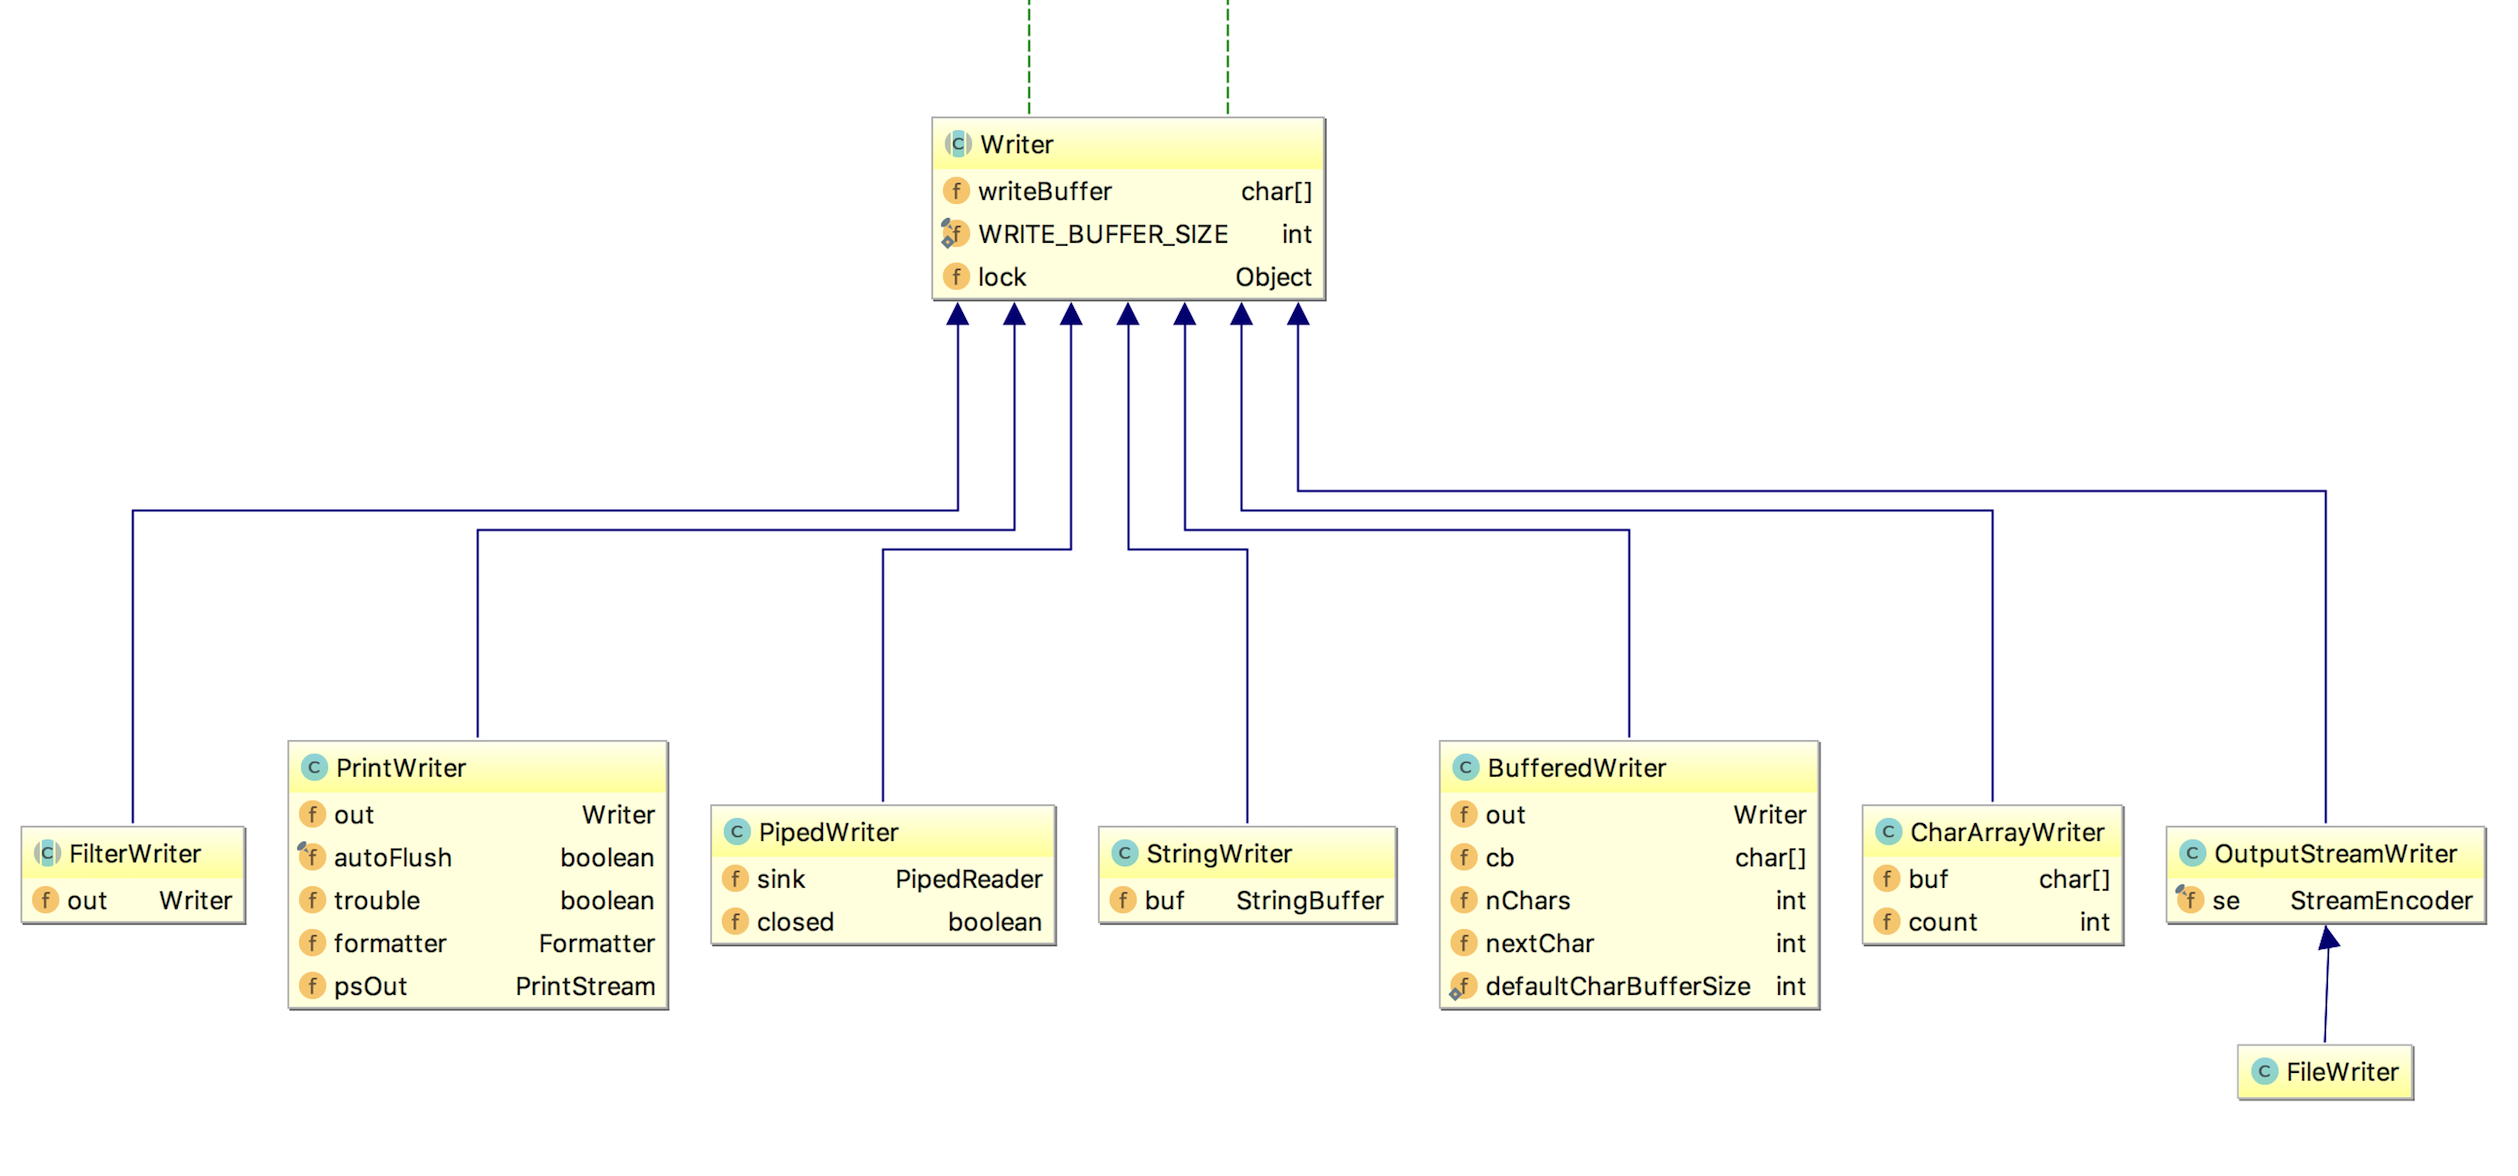 Writer
writeBuffer char[]
WRITE_BUFFER_SIZE int
lock Object
FilterWriter
out Writer
PrintWriter
out Writer
autoFlush boolean
trouble boolean
formatter Formatter
psOut PrintStream
PipedWriter
sink PipedReader
closed boolean
StringWriter
buf StringBuffer
BufferedWriter
out Writer
cb char[]
nChars int
nextChar int
defaultCharBufferSize int
CharArrayWriter
buf char[]
count int
OutputStreamWriter
se StreamEncoder
FileWriter